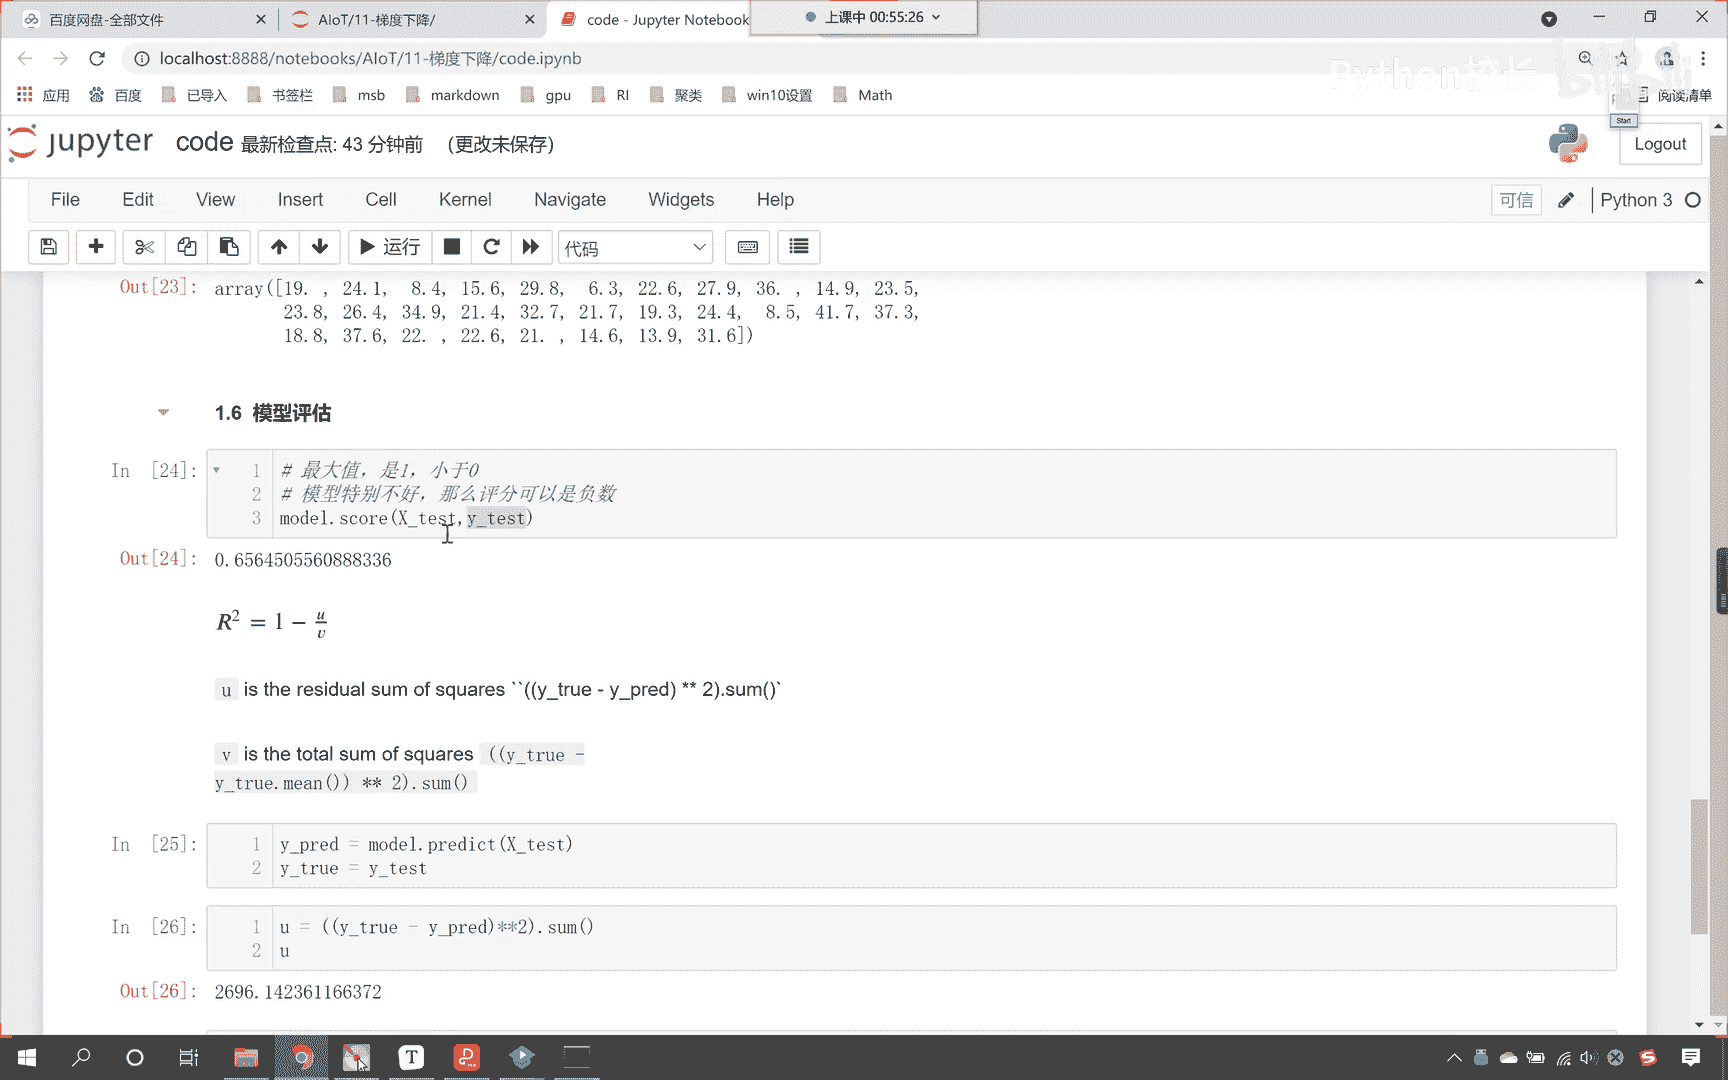 百度网盘-全部文件
AIoT/11-梯度下降/
code - Jupyter Notebook
上课中 00:55:26
localhost:8888/notebooks/AIoT/11-梯度下降/code.ipynb
Python校长
bilibili
应用 百度 已导入 书签栏 msb markdown gpu RI 聚类 win10设置 Math 阅读清单
Start
jupyter code 最新检查点: 43 分钟前 (更改未保存)
Logout
File Edit View Insert Cell Kernel Navigate Widgets Help 可信 Python 3
运行 代码
Out[23]: array([19. , 24.1, 8.4, 15.6, 29.8, 6.3, 22.6, 27.9, 36. , 14.9, 23.5,
23.8, 26.4, 34.9, 21.4, 32.7, 21.7, 19.3, 24.4, 8.5, 41.7, 37.3,
18.8, 37.6, 22. , 22.6, 21. , 14.6, 13.9, 31.6])
1.6 模型评估
In [24]: 1 # 最大值，是1，小于0
2 # 模型特别不好，那么评分可以是负数
3 model.score(X_test,y_test)
Out[24]: 0.6564505560888336
R² = 1 − u/v
u is the residual sum of squares ``((y_true - y_pred) ** 2).sum()`
v is the total sum of squares ((y_true -
y_true.mean()) ** 2).sum()
In [25]: 1 y_pred = model.predict(X_test)
2 y_true = y_test
In [26]: 1 u = ((y_true - y_pred)**2).sum()
2 u
Out[26]: 2696.142361166372